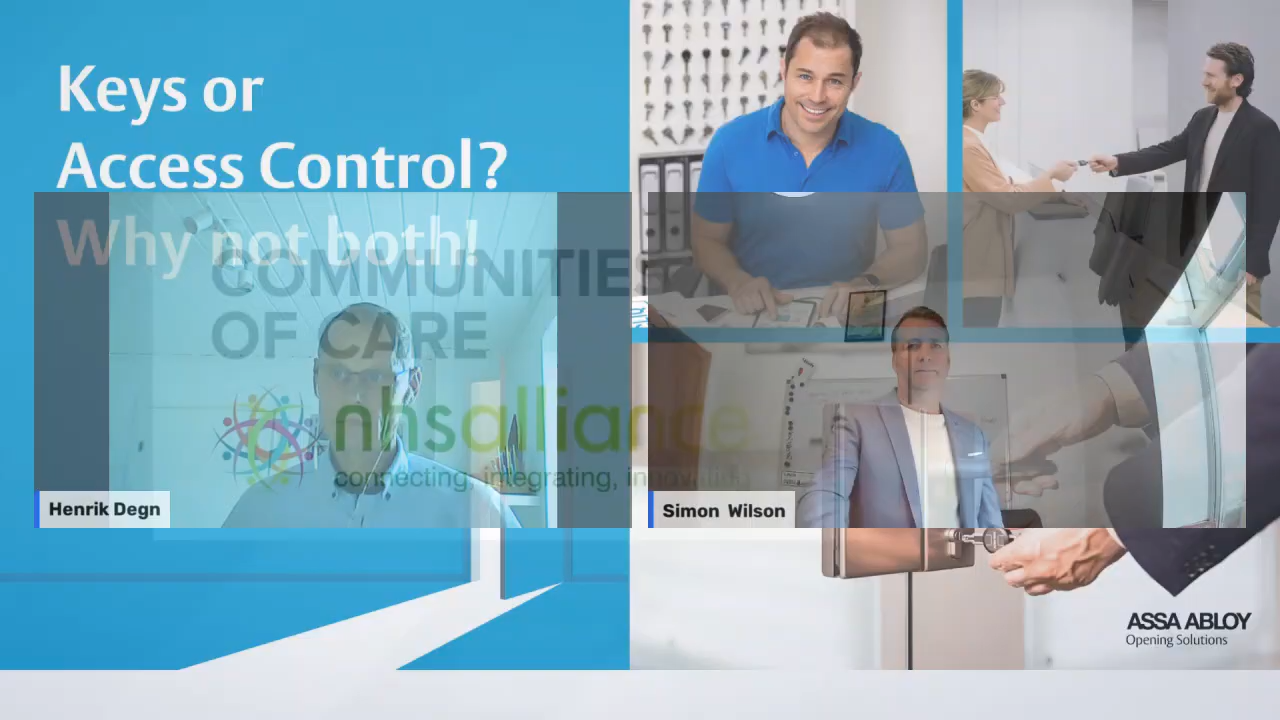 Keys or
Access Control?
Why not both!
COMMUNITIES
OF CARE
nhsalliance
connecting, integrating, innovating
Henrik Degn
Simon Wilson
ASSA ABLOY
Opening Solutions